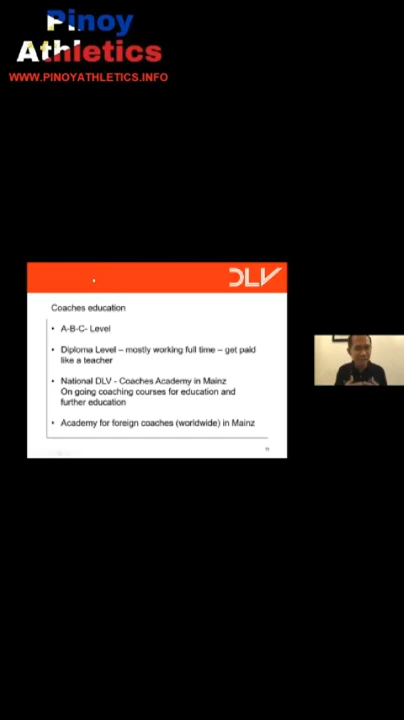 Pinoy
Athletics
WWW.PINOYATHLETICS.INFO
DLV
Coaches education
• A-B-C- Level
• Diploma Level – mostly working full time – get paid
like a teacher
• National DLV - Coaches Academy in Mainz
On going coaching courses for education and
further education
• Academy for foreign coaches (worldwide) in Mainz